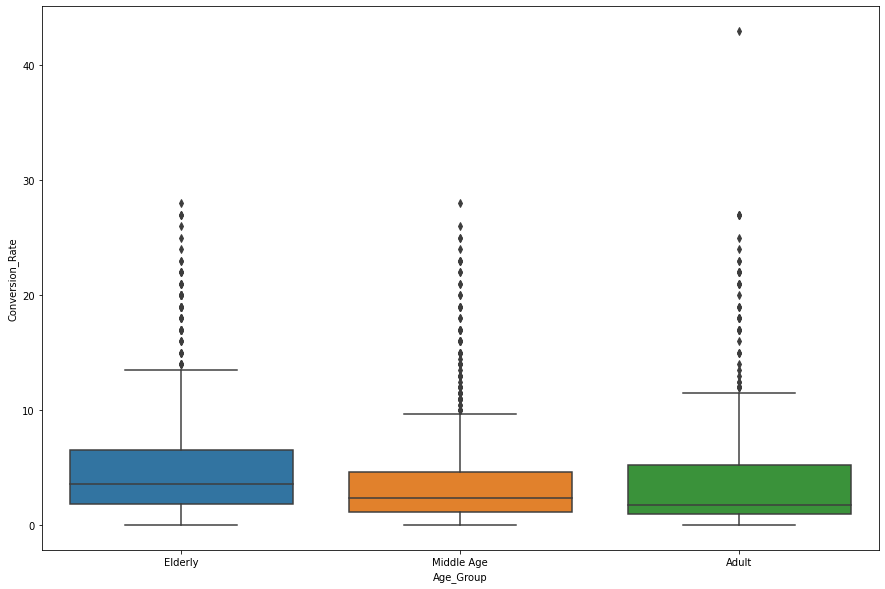 40
30
20
10
0
Conversion_Rate
Elderly
Middle Age
Adult
Age_Group